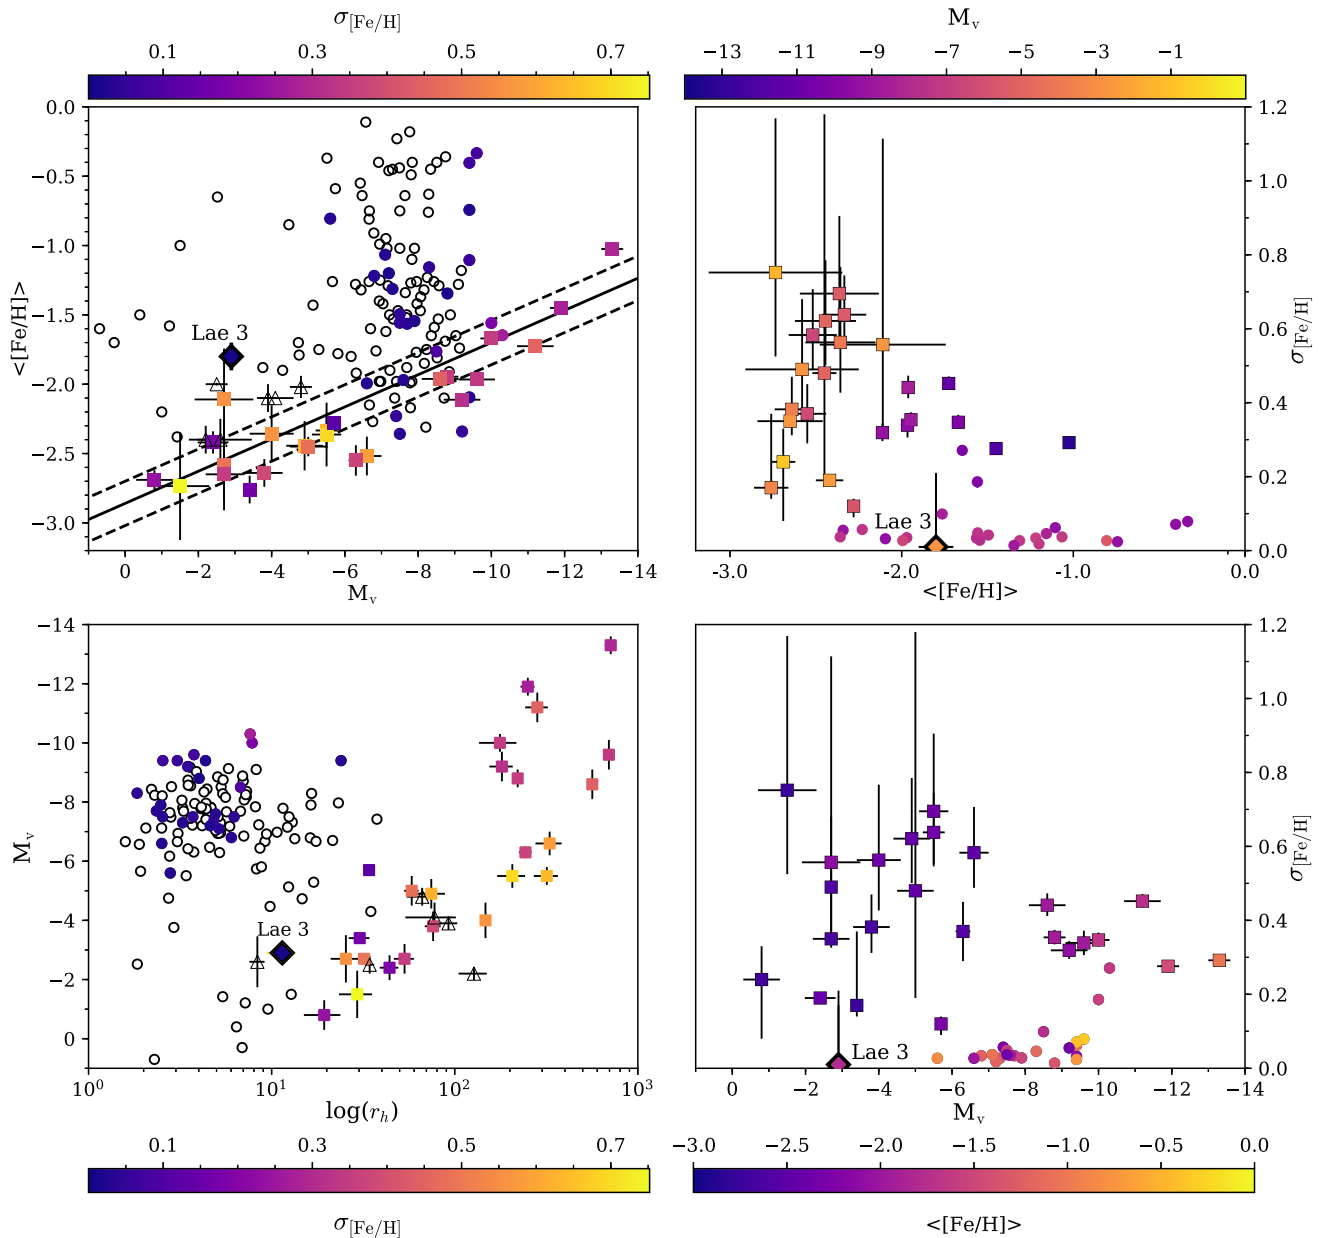 σ[Fe/H]
0.1 0.3 0.5 0.7
M_v
−13 −11 −9 −7 −5 −3 −1
0.0
−0.5
−1.0
−1.5
−2.0
−2.5
−3.0
<[Fe/H]>
Lae 3
0 −2 −4 −6 −8 −10 −12 −14
M_v
1.2
1.0
0.8
0.6
0.4
0.2
0.0
σ[Fe/H]
Lae 3
-3.0 -2.0 -1.0 0.0
<[Fe/H]>
−14
−12
−10
−8
−6
−4
−2
0
M_v
Lae 3
10^0 10^1 10^2 10^3
log(r_h)
1.2
1.0
0.8
0.6
0.4
0.2
0.0
σ[Fe/H]
Lae 3
0 −2 −4 −6 −8 −10 −12 −14
M_v
0.1 0.3 0.5 0.7
σ[Fe/H]
−3.0 −2.5 −2.0 −1.5 −1.0 −0.5 0.0
<[Fe/H]>